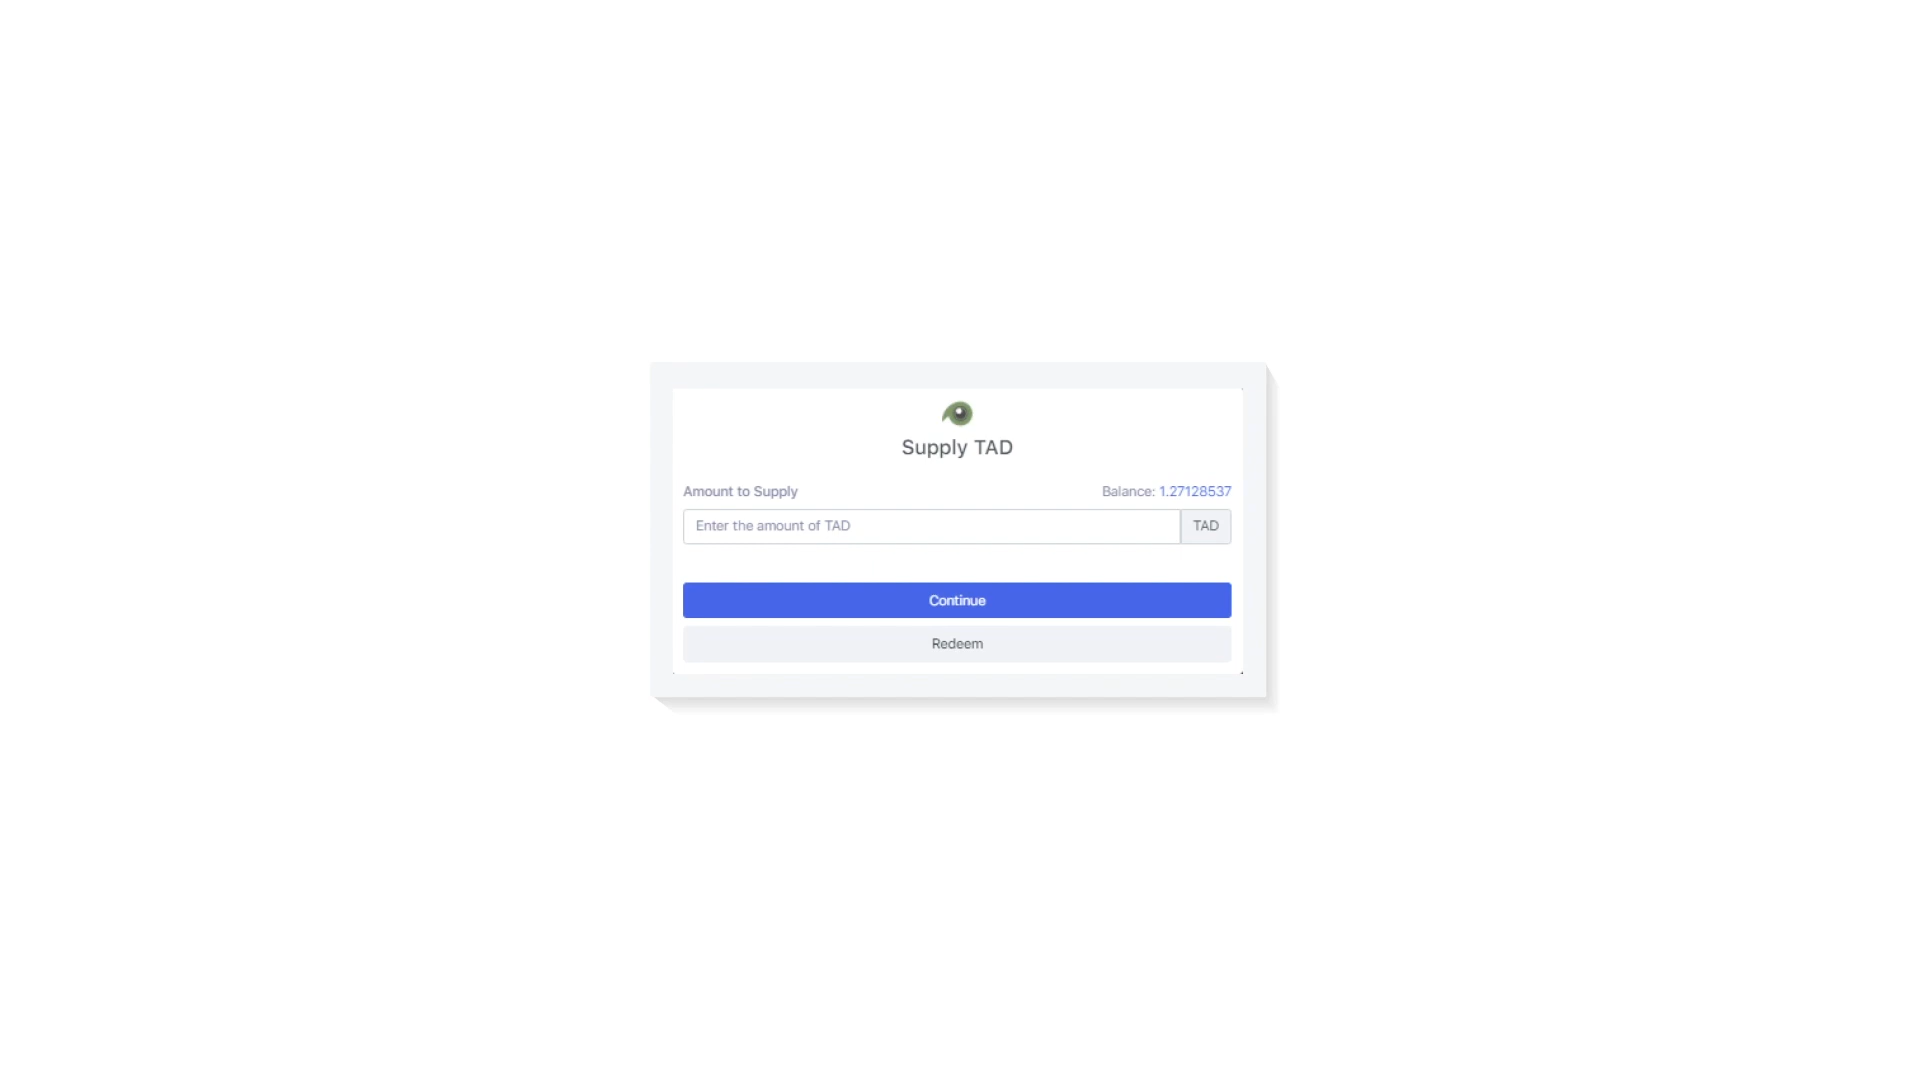 Supply TAD
Amount to Supply Balance: 1.27128537
Enter the amount of TAD TAD
Continue
Redeem